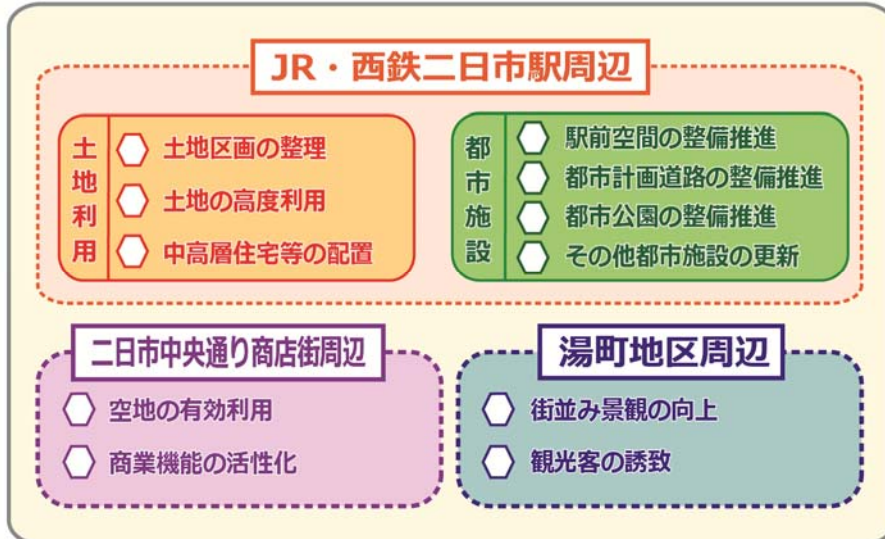 JR・西鉄二日市駅周辺
土地利用
土地区画の整理
土地の高度利用
中高層住宅等の配置
都市施設
駅前空間の整備推進
都市計画道路の整備推進
都市公園の整備推進
その他都市施設の更新
二日市中央通り商店街周辺
空地の有効利用
商業機能の活性化
湯町地区周辺
街並み景観の向上
観光客の誘致